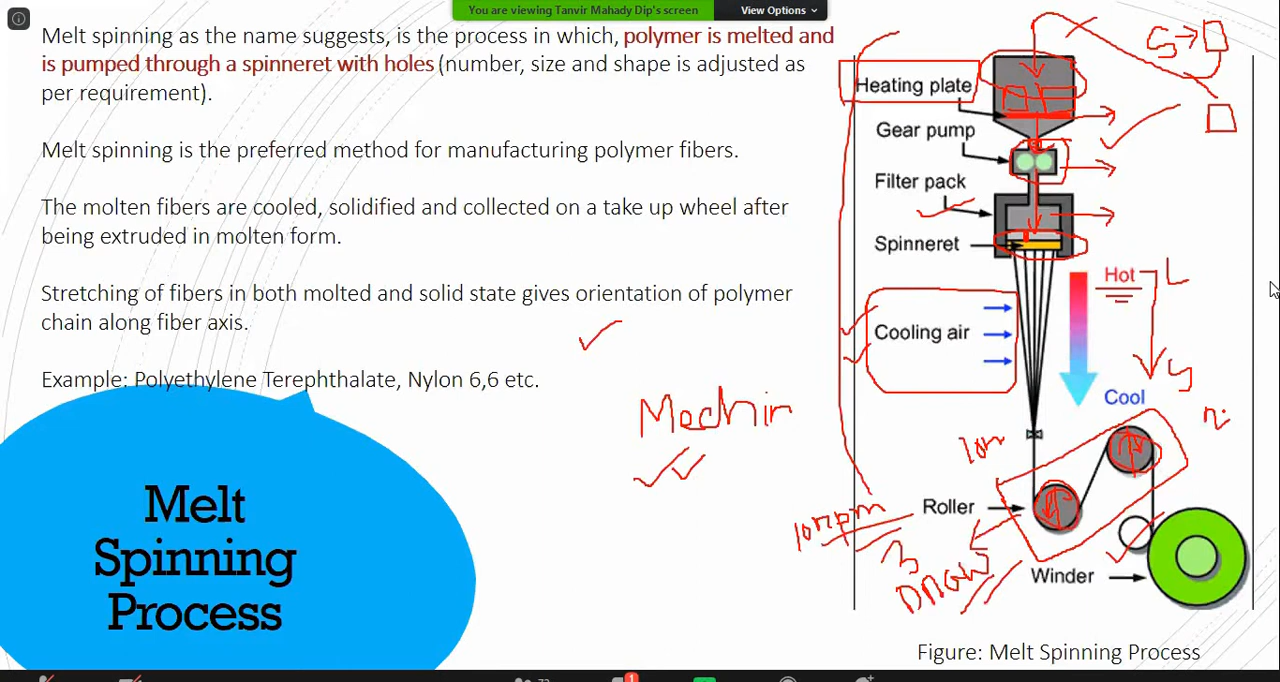 You are viewing Tanvir Mahady Dip's screen
View Options
Melt spinning as the name suggests, is the process in which, polymer is melted and
is pumped through a spinneret with holes (number, size and shape is adjusted as
per requirement).
Melt spinning is the preferred method for manufacturing polymer fibers.
The molten fibers are cooled, solidified and collected on a take up wheel after
being extruded in molten form.
Stretching of fibers in both molted and solid state gives orientation of polymer
chain along fiber axis.
Example: Polyethylene Terephthalate, Nylon 6,6 etc.
Mechin
Melt
Spinning
Process
S
Heating plate
Gear pump
Filter pack
Spinneret
Hot
L
Cooling air
S
Cool
Roller
10 rpm
Draw
Winder
Figure: Melt Spinning Process
1